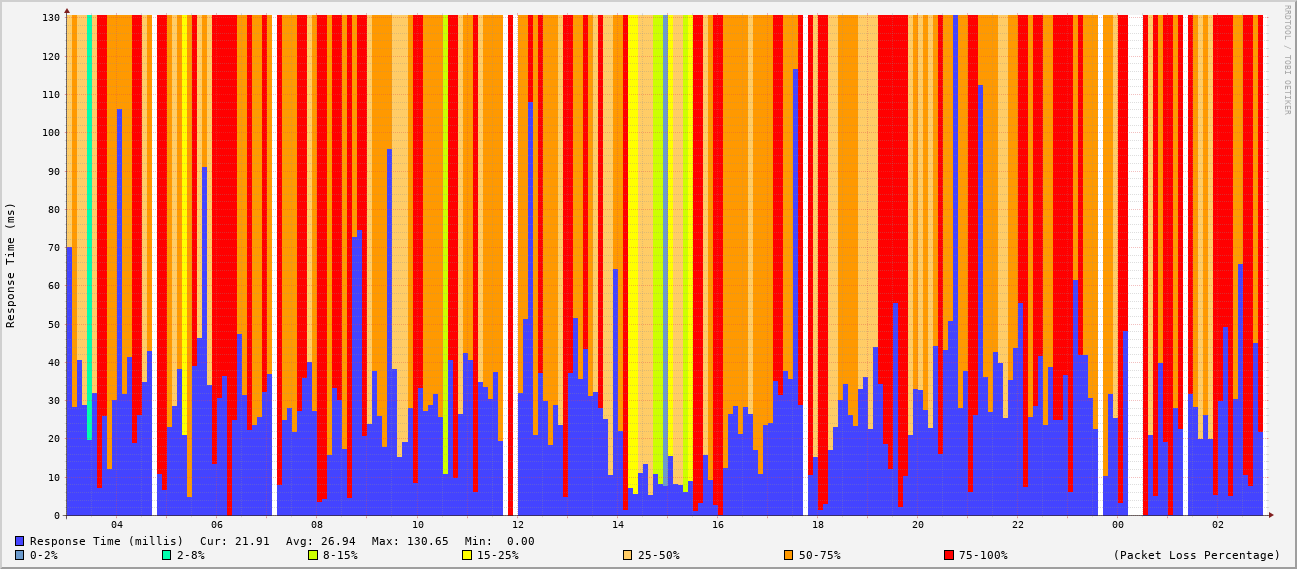 RRDTOOL / TOBI OETIKER
Response Time (ms)
130
120
110
100
90
80
70
60
50
40
30
20
10
0
04 06 08 10 12 14 16 18 20 22 00 02
Response Time (millis) Cur: 21.91 Avg: 26.94 Max: 130.65 Min: 0.00
0-2% 2-8% 8-15% 15-25% 25-50% 50-75% 75-100% (Packet Loss Percentage)